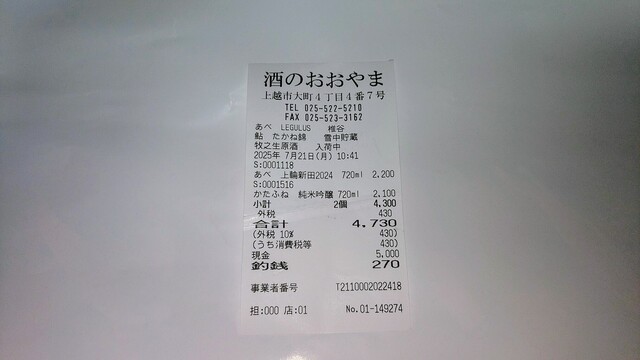 酒のおおやま
上越市大町4丁目4番7号
TEL 025-522-5210
FAX 025-523-3162
あべ LEGULUS 椎谷
鮎 たかね錦 雪中貯蔵
牧之生原酒 入荷中
2025年 7月21日(月) 10:41
S:0001118
あべ 上輪新田2024 720ml 2,200
S:0001516
かたふね 純米吟醸 720ml 2,100
小計 2個 4,300
外税 430
合計 4,730
(外税 10% 430)
(うち消費税等 430)
現金 5,000
釣銭 270
事業者番号 T2110002022418
担:000 店:01 No.01-149274